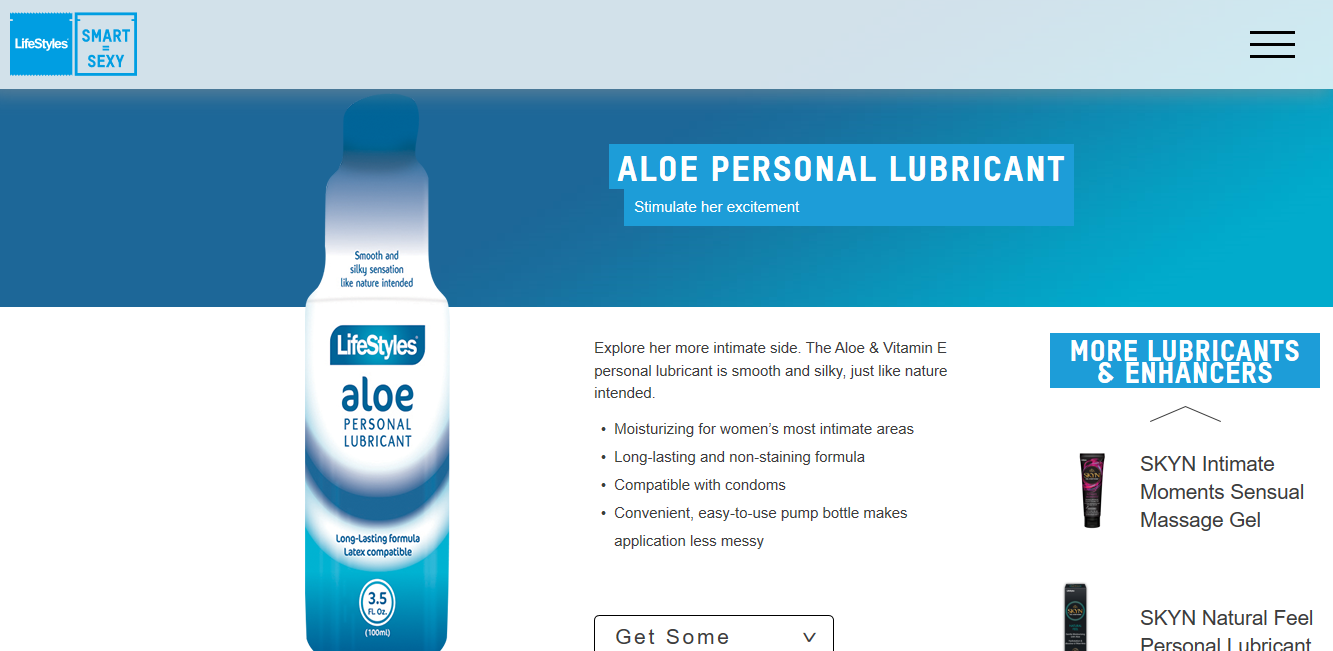 LifeStyles
SMART
=
SEXY
ALOE PERSONAL LUBRICANT
Stimulate her excitement
Smooth and
silky sensation
like nature intended
LifeStyles®
aloe
PERSONAL
LUBRICANT
Long-Lasting formula
Latex compatible
3.5
FL. Oz.
(100ml)
Explore her more intimate side. The Aloe & Vitamin E
personal lubricant is smooth and silky, just like nature
intended.
• Moisturizing for women’s most intimate areas
• Long-lasting and non-staining formula
• Compatible with condoms
• Convenient, easy-to-use pump bottle makes
application less messy
Get Some
MORE LUBRICANTS
& ENHANCERS
SKYN
SKYN Intimate
Moments Sensual
Massage Gel
SKYN
SKYN Natural Feel
Personal Lubricant